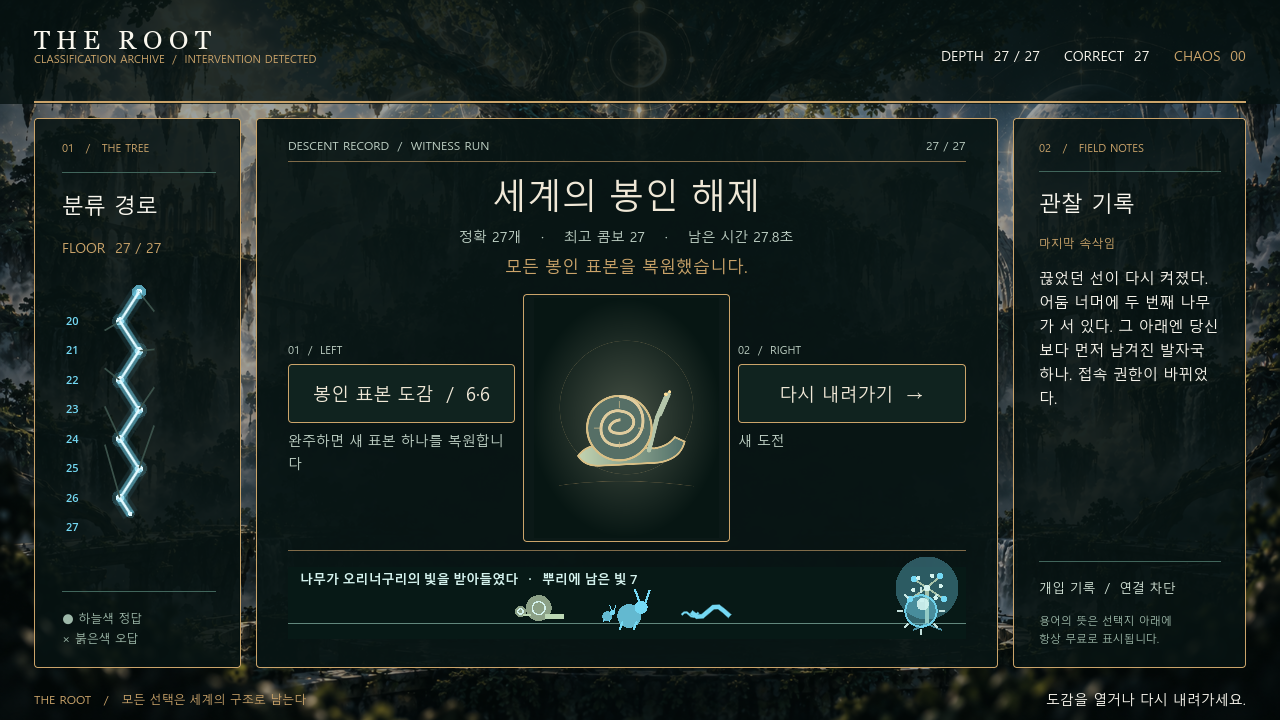 THE ROOT
CLASSIFICATION ARCHIVE / INTERVENTION DETECTED
DEPTH 27 / 27 CORRECT 27 CHAOS 00
01 / THE TREE
분류 경로
FLOOR 27 / 27
20
21
22
23
24
25
26
27
하늘색 정답
× 붉은색 오답
DESCENT RECORD / WITNESS RUN 27 / 27
세계의 봉인 해제
정확 27개 · 최고 콤보 27 · 남은 시간 27.8초
모든 봉인 표본을 복원했습니다.
01 / LEFT
봉인 표본 도감 / 6·6
완주하면 새 표본 하나를 복원합니
다
02 / RIGHT
다시 내려가기 →
새 도전
나무가 오리너구리의 빛을 받아들였다 · 뿌리에 남은 빛 7
02 / FIELD NOTES
관찰 기록
마지막 속삭임
끊었던 선이 다시 켜졌다.
어둠 너머에 두 번째 나무
가 서 있다. 그 아래엔 당신
보다 먼저 남겨진 발자국
하나. 접속 권한이 바뀌었
다.
개입 기록 / 연결 차단
용어의 뜻은 선택지 아래에
항상 무료로 표시됩니다.
THE ROOT / 모든 선택은 세계의 구조로 남는다
도감을 열거나 다시 내려가세요.